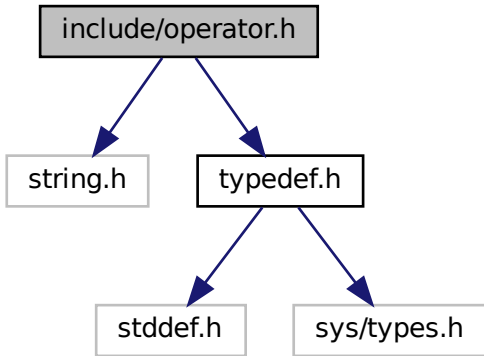 include/operator.h
string.h
typedef.h
stddef.h
sys/types.h